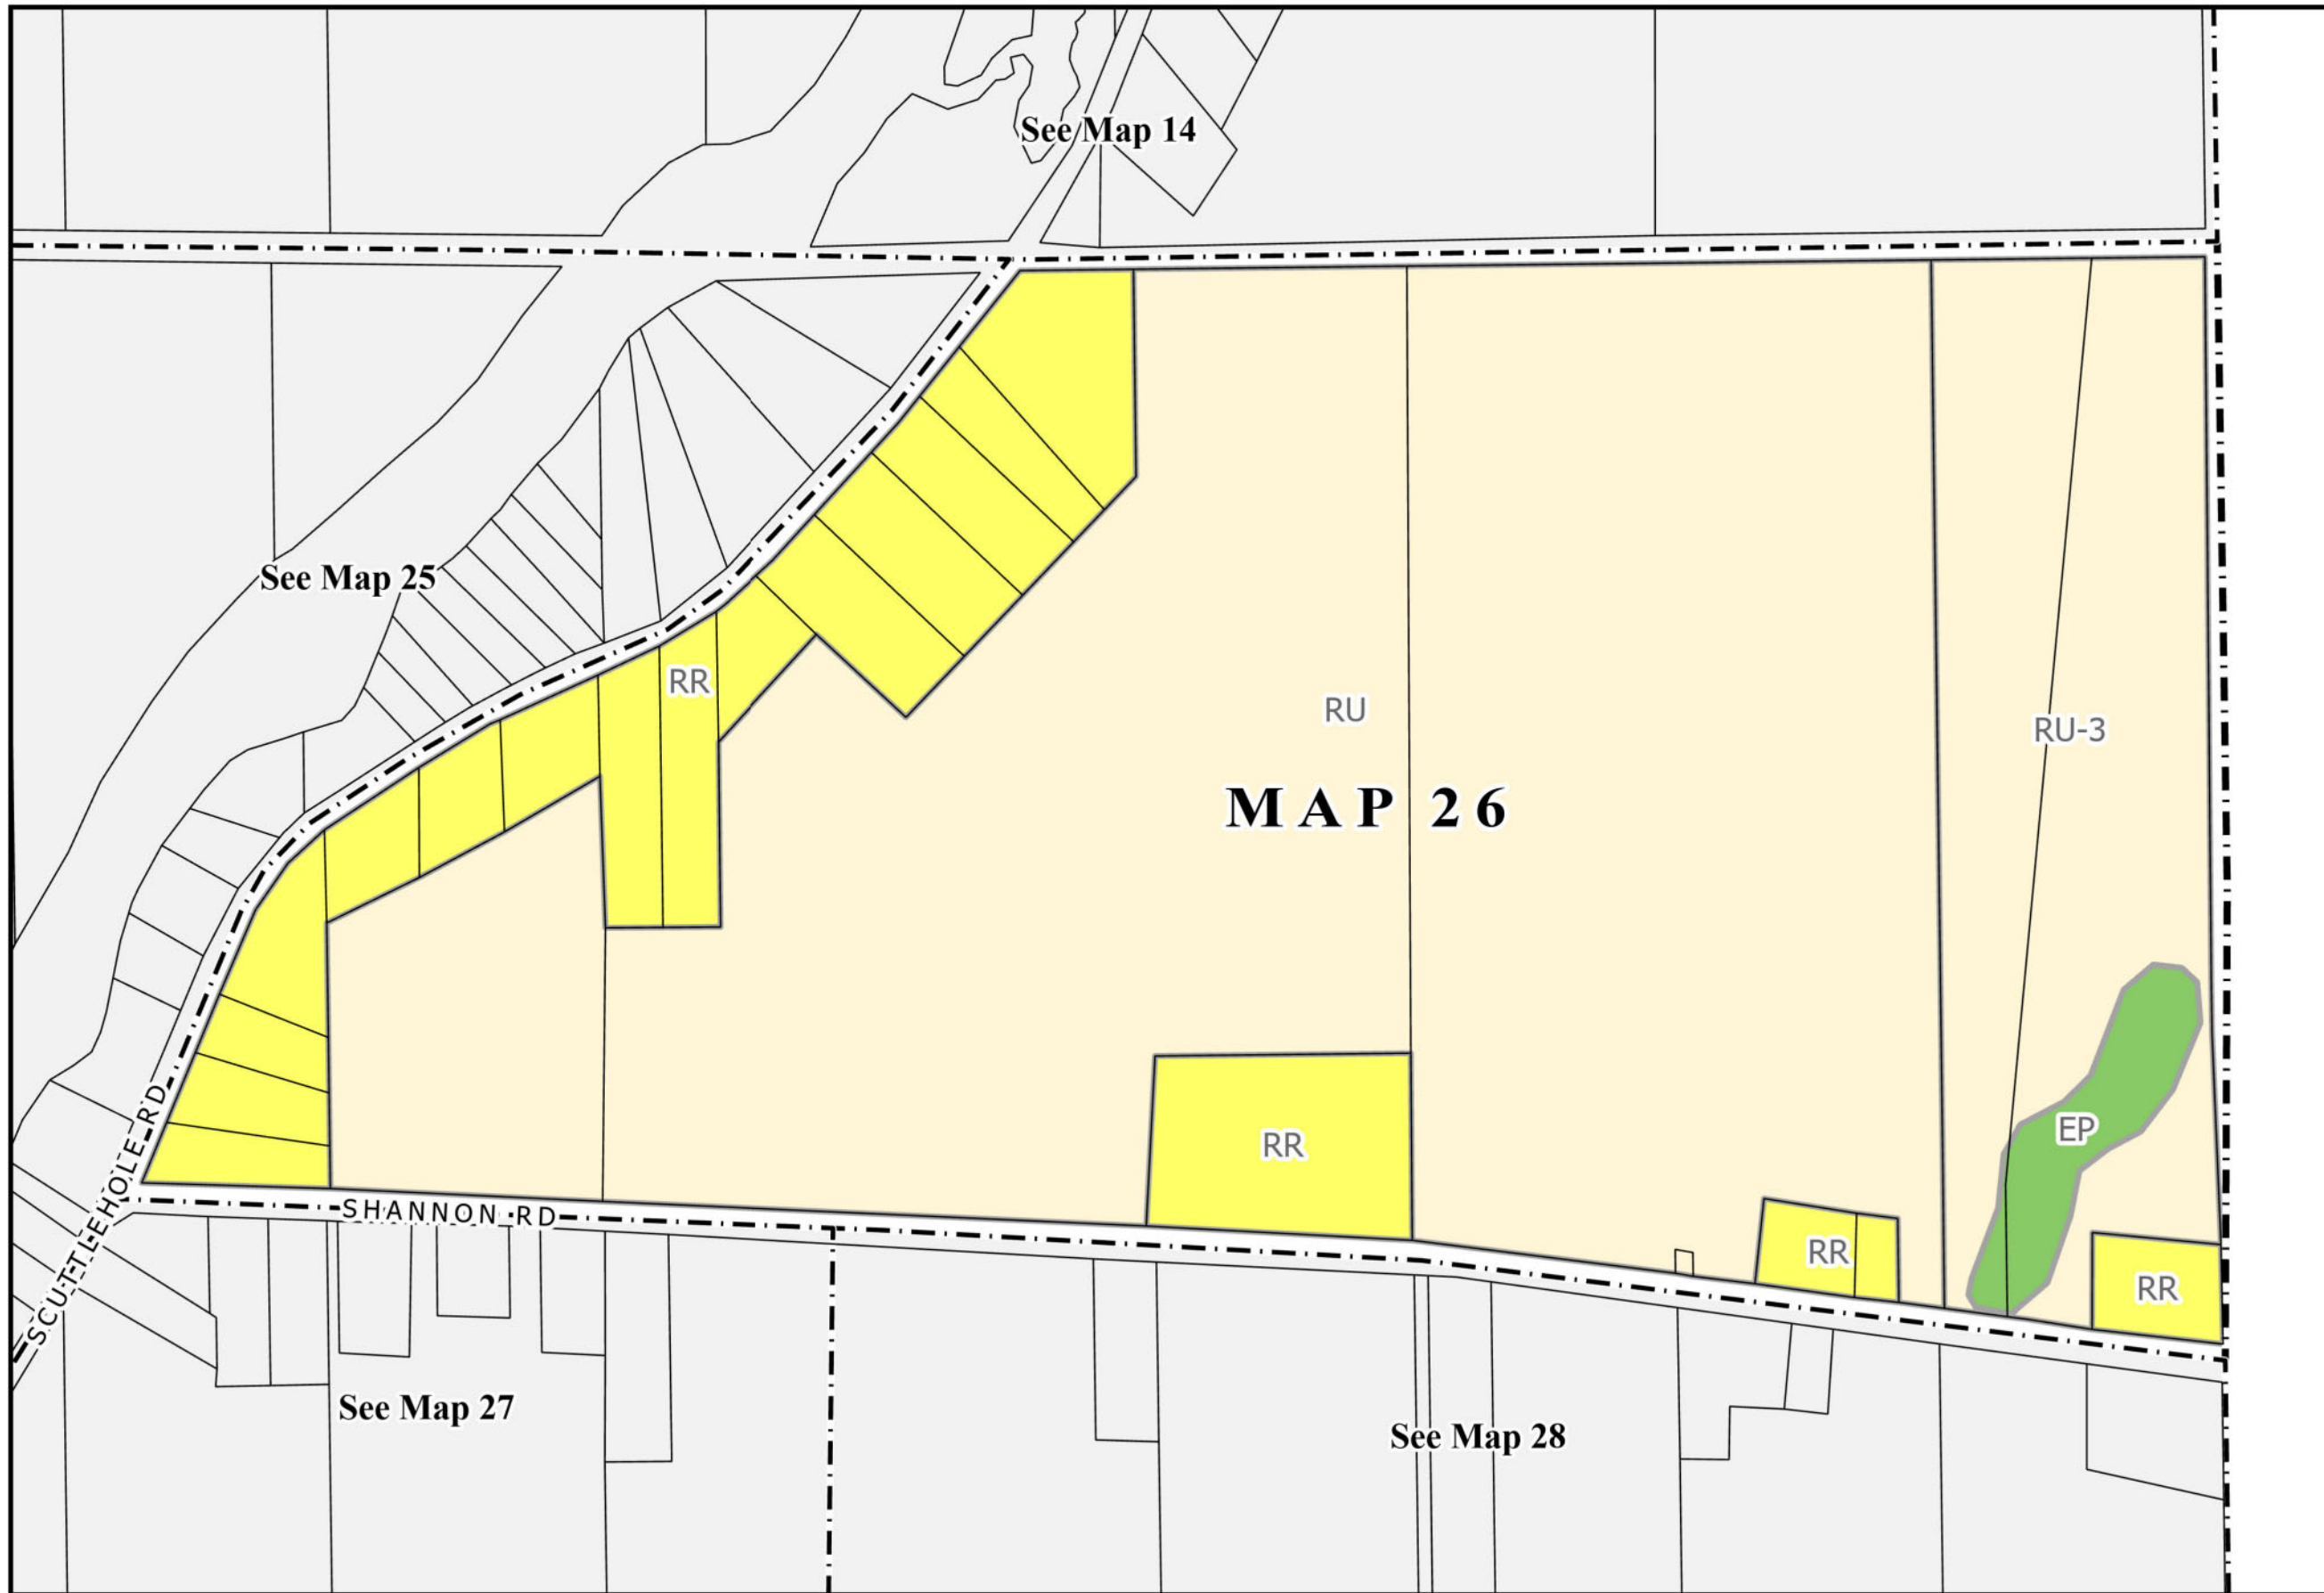 See Map 14
See Map 25
RR
RU
RU-3
MAP 26
EP
RR
RR
RR
SCUTTLEHOLE RD
SHANNON RD
See Map 27
See Map 28